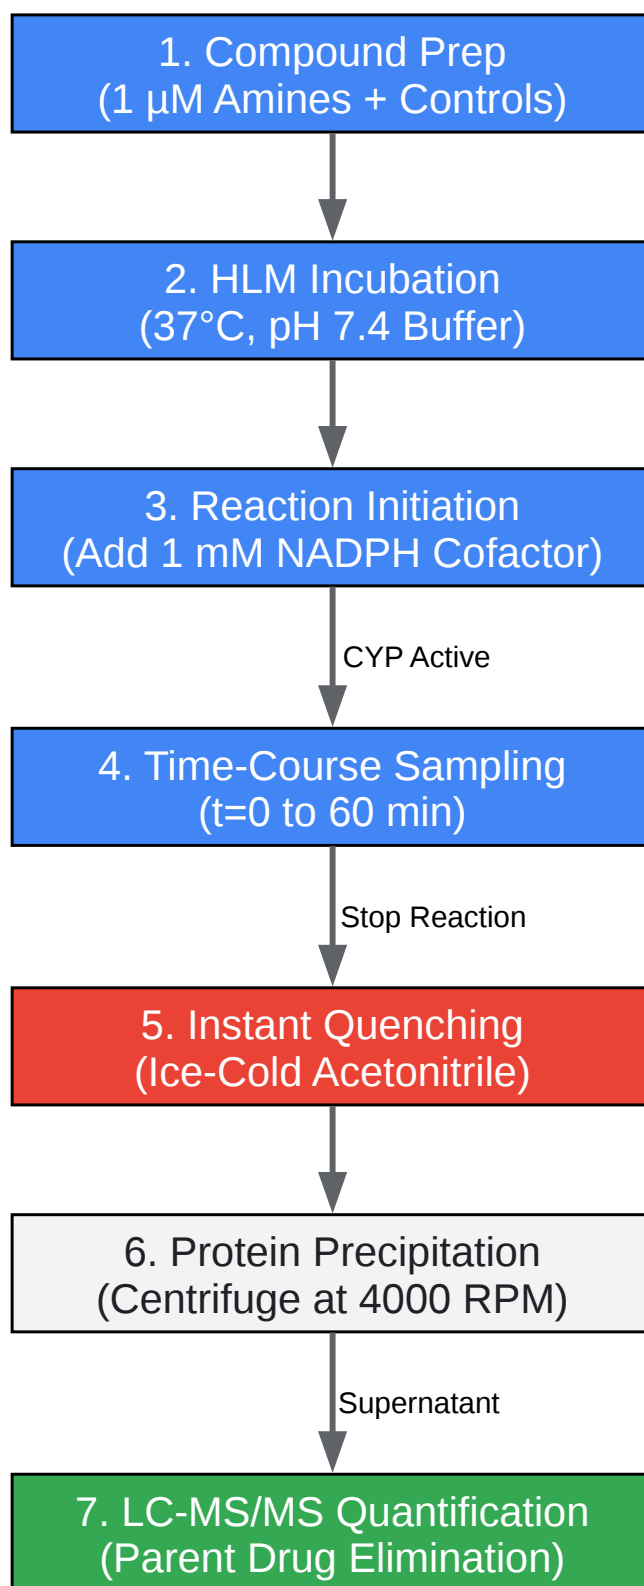 1. Compound Prep
(1 µM Amines + Controls)
2. HLM Incubation
(37°C, pH 7.4 Buffer)
3. Reaction Initiation
(Add 1 mM NADPH Cofactor)
CYP Active
4. Time-Course Sampling
(t=0 to 60 min)
Stop Reaction
5. Instant Quenching
(Ice-Cold Acetonitrile)
6. Protein Precipitation
(Centrifuge at 4000 RPM)
Supernatant
7. LC-MS/MS Quantification
(Parent Drug Elimination)